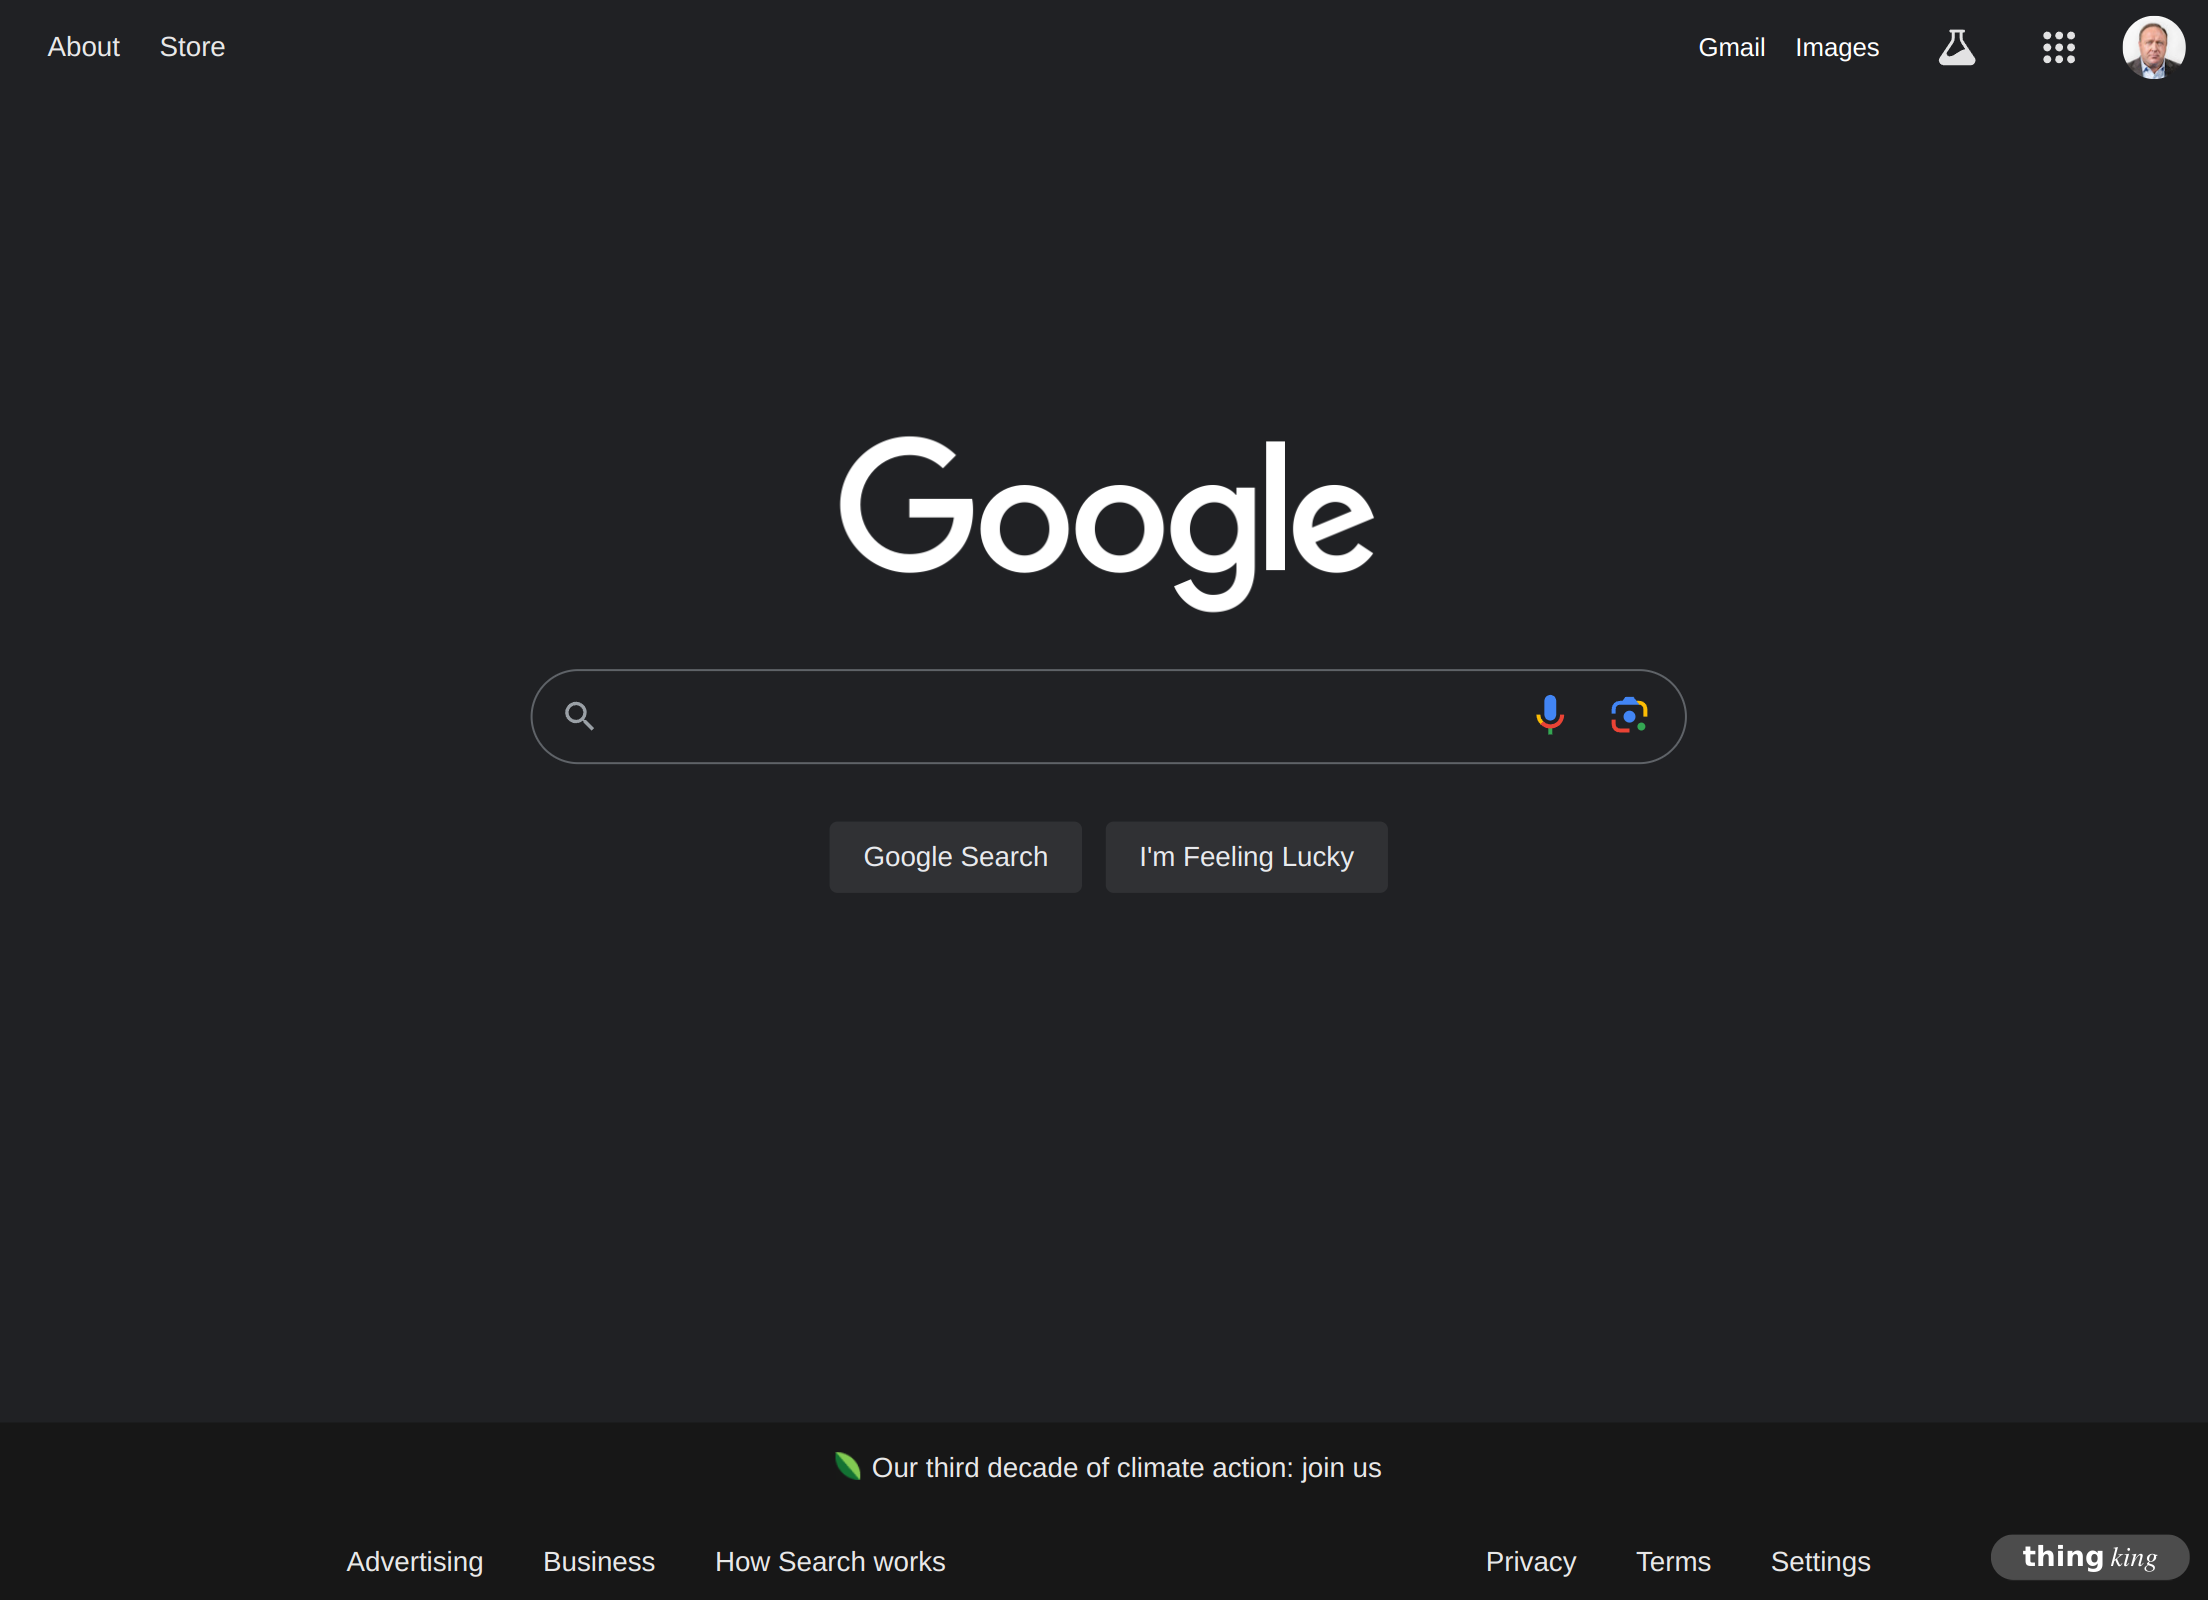 About Store Gmail Images
Google
Google Search I'm Feeling Lucky
Our third decade of climate action: join us
Advertising Business How Search works Privacy Terms Settings thing king